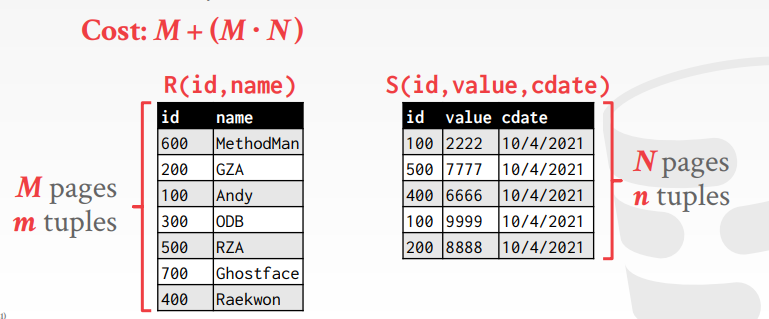 Cost: M + (M · N)
R(id,name)
id name
600 MethodMan
200 GZA
100 Andy
300 ODB
500 RZA
700 Ghostface
400 Raekwon
M pages
m tuples
S(id,value,cdate)
id value cdate
100 2222 10/4/2021
500 7777 10/4/2021
400 6666 10/4/2021
100 9999 10/4/2021
200 8888 10/4/2021
N pages
n tuples